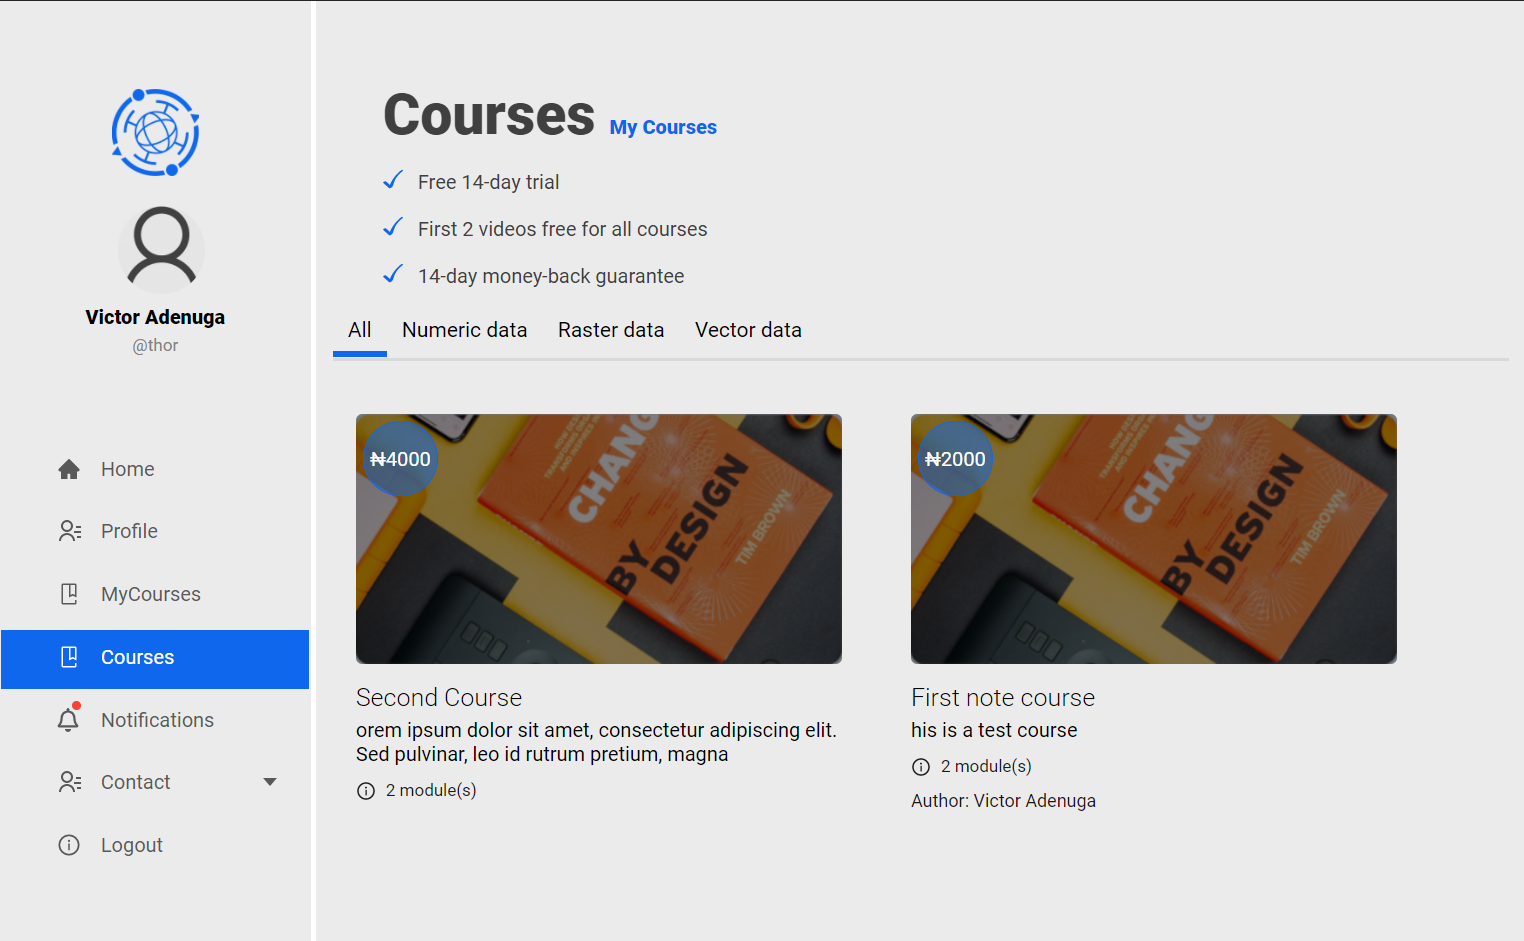 Victor Adenuga
@thor
Home
Profile
MyCourses
Courses
Notifications
Contact
Logout
Courses My Courses
Free 14-day trial
First 2 videos free for all courses
14-day money-back guarantee
All Numeric data Raster data Vector data
₦4000
CHANG
BY
DESIGN
TIM BROWN
Second Course
orem ipsum dolor sit amet, consectetur adipiscing elit.
Sed pulvinar, leo id rutrum pretium, magna
2 module(s)
₦2000
CHANG
BY
DESIGN
TIM BROWN
First note course
his is a test course
2 module(s)
Author: Victor Adenuga